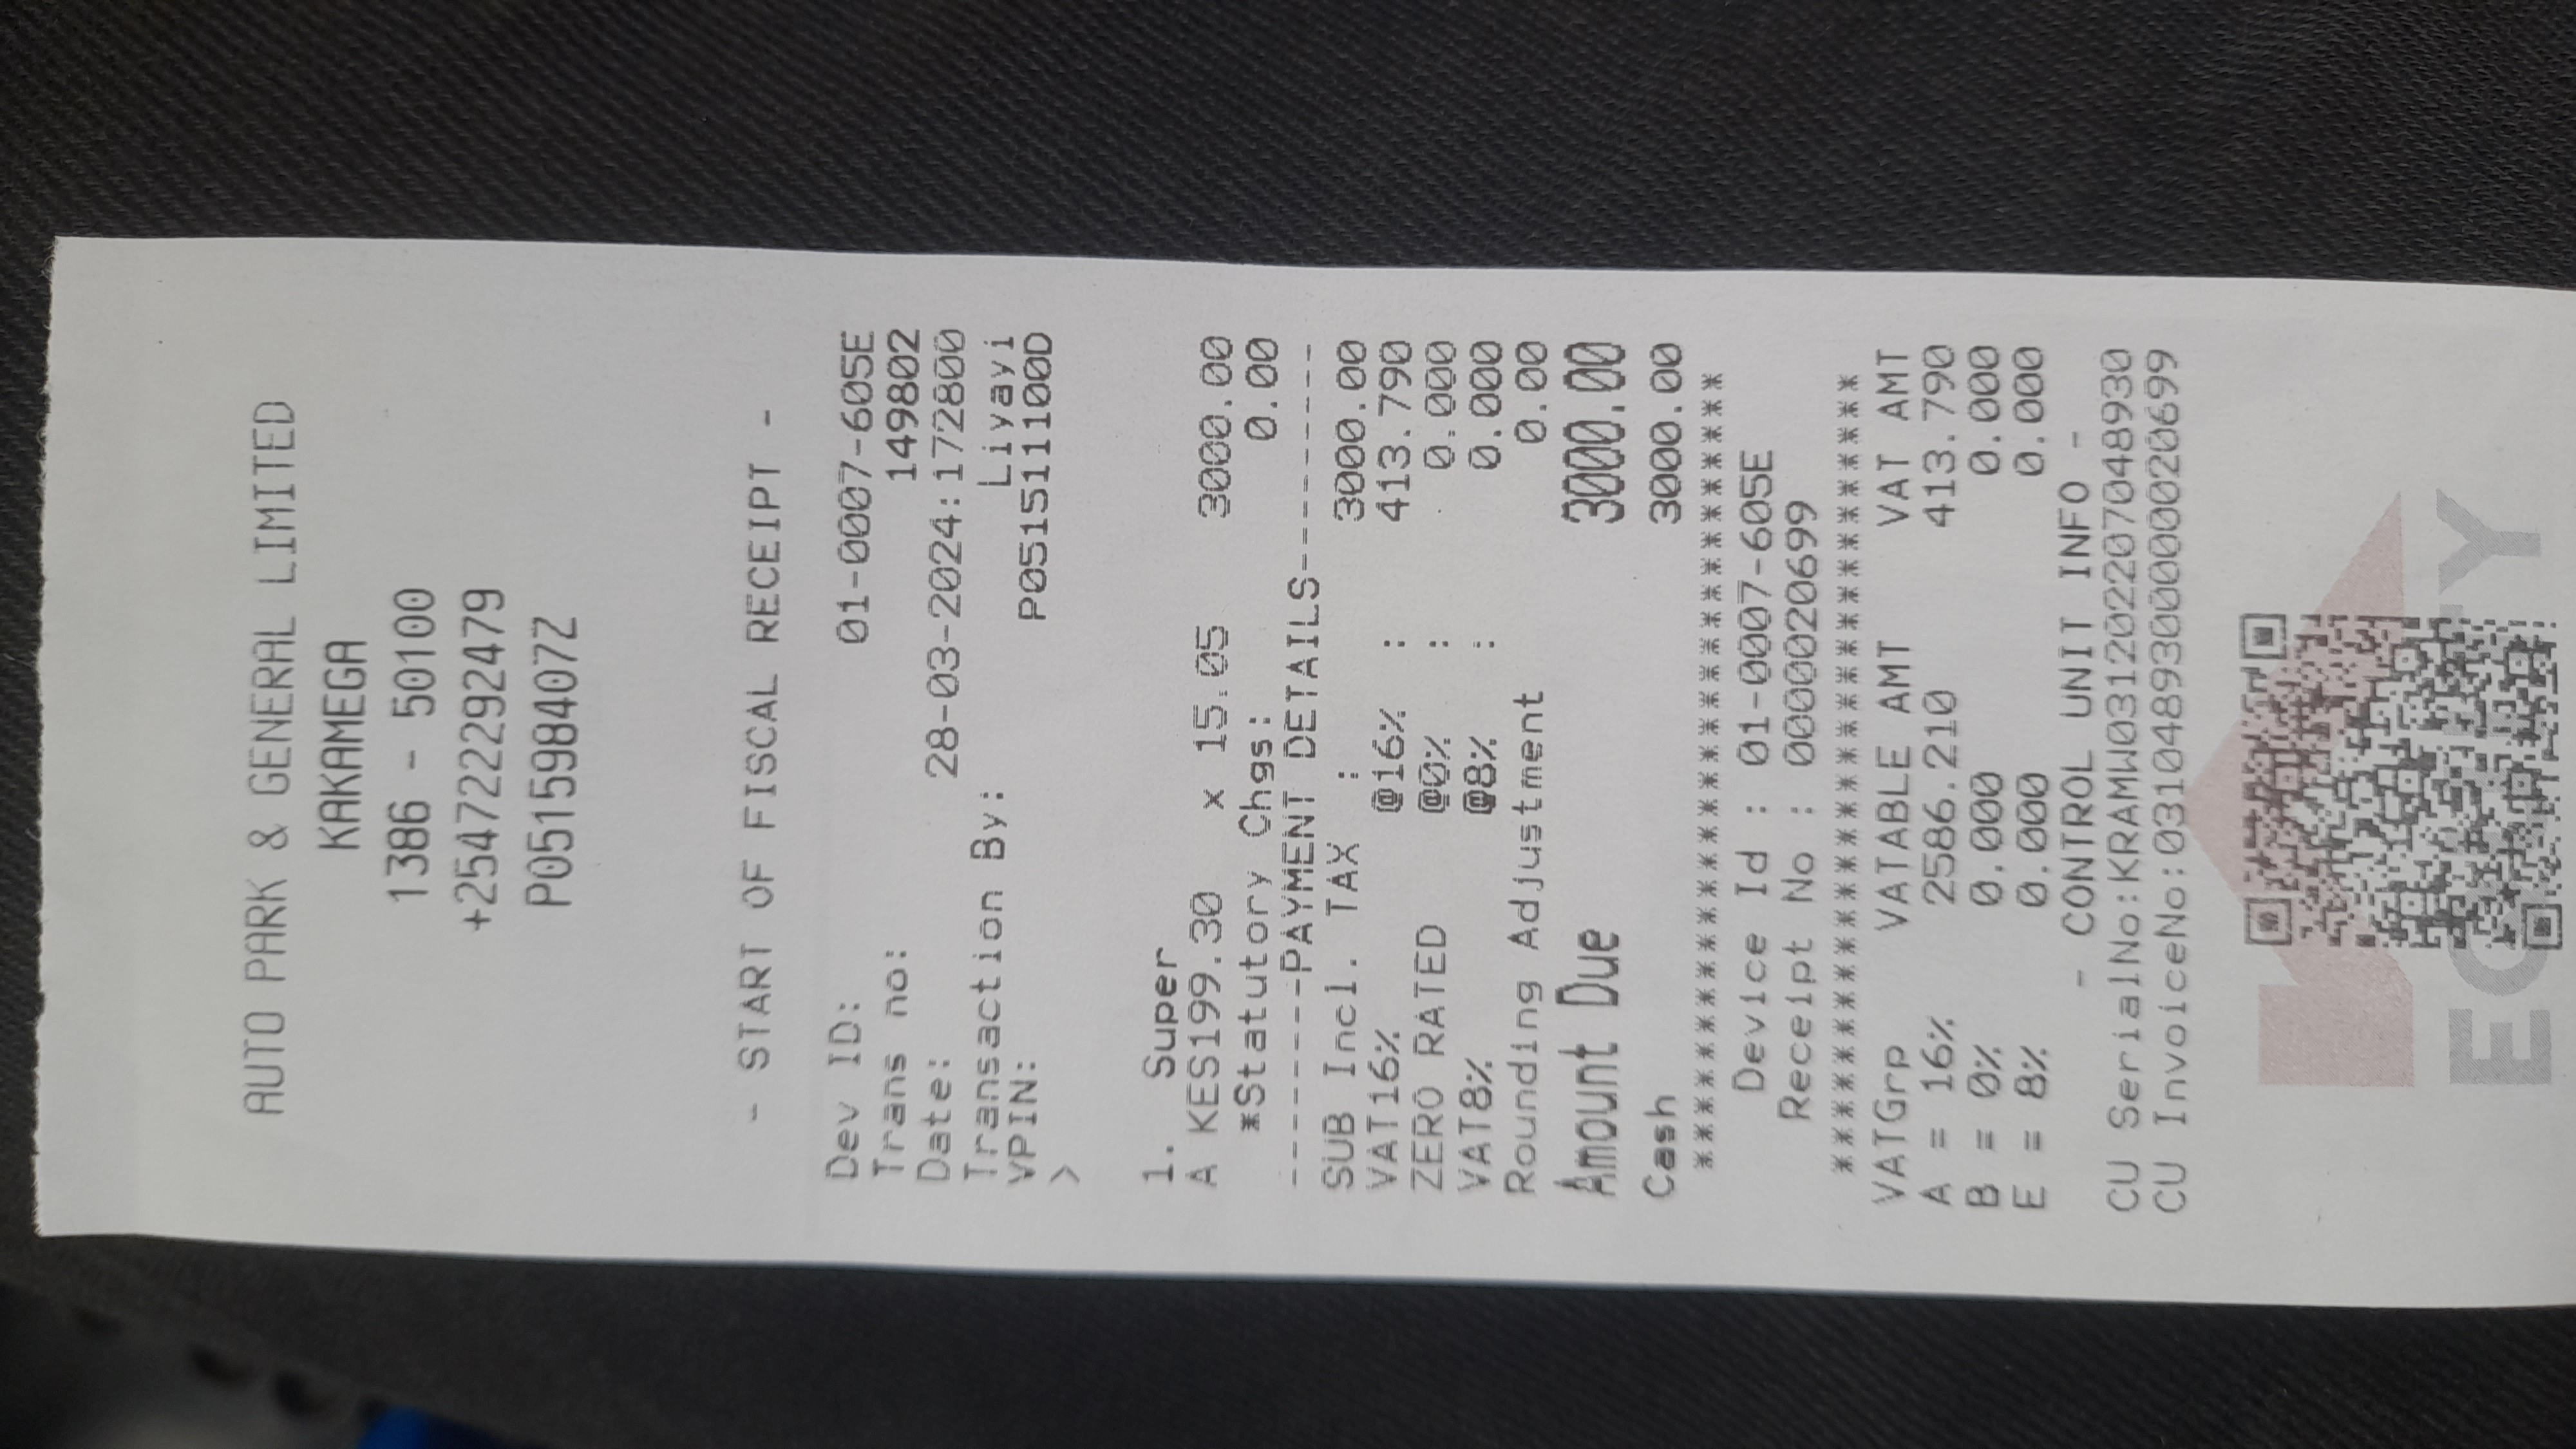 AUTO PARK & GENERAL LIMITED
KAKAMEGA
1386 - 50100
+254722292479
P051598407Z
- START OF FISCAL RECEIPT -
Dev ID: 01-0007-605E
Trans no: 149802
Date: 28-03-2024:172800
Transaction By: Liyayi
VPIN: P051511100D
>
1. Super
A KES199.30 x 15.05 3000.00
*Statutory Chgs: 0.00
--------PAYMENT DETAILS--------
SUB Incl. TAX : 3000.00
VAT16% @16% : 413.790
ZERO RATED @0% : 0.000
VAT8% @8% : 0.000
Rounding Adjustment 0.00
Amount Due 3000.00
Cash 3000.00
************************************
Device Id : 01-0007-605E
Receipt No : 0000020699
************************************
VATGrp VATABLE AMT VAT AMT
A = 16% 2586.210 413.790
B = 0% 0.000 0.000
E = 8% 0.000 0.000
- CONTROL UNIT INFO -
CU SerialNo:KRAMW031202207048930
CU InvoiceNo:0310489300000020699